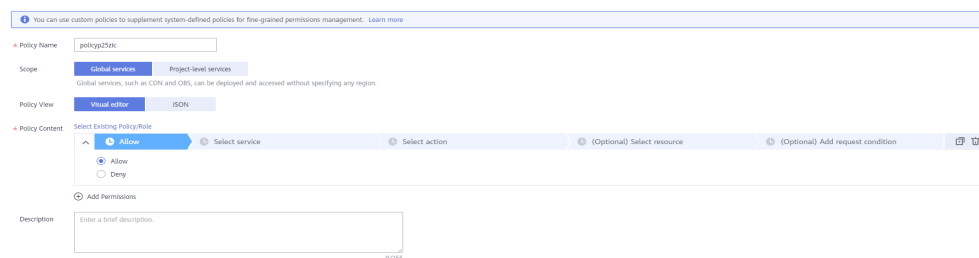 You can use custom policies to supplement system-defined policies for fine-grained permissions management. Learn more
* Policy Name policyp25zic
Scope Global services Project-level services
Global services, such as CDN and OBS, can be deployed and accessed without specifying any region.
Policy View Visual editor JSON
* Policy Content Select Existing Policy/Role
Allow Select service Select action (Optional) Select resource (Optional) Add request condition
Allow
Deny
Add Permissions
Description Enter a brief description.
0/255